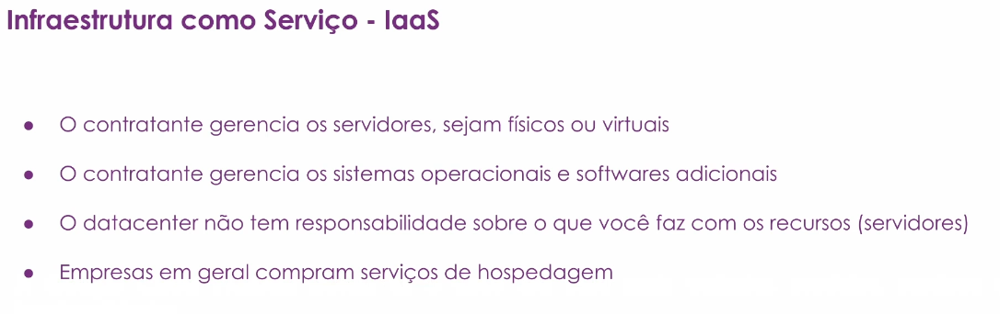 Infraestrutura como Serviço - IaaS
● O contratante gerencia os servidores, sejam físicos ou virtuais
● O contratante gerencia os sistemas operacionais e softwares adicionais
● O datacenter não tem responsabilidade sobre o que você faz com os recursos (servidores)
● Empresas em geral compram serviços de hospedagem